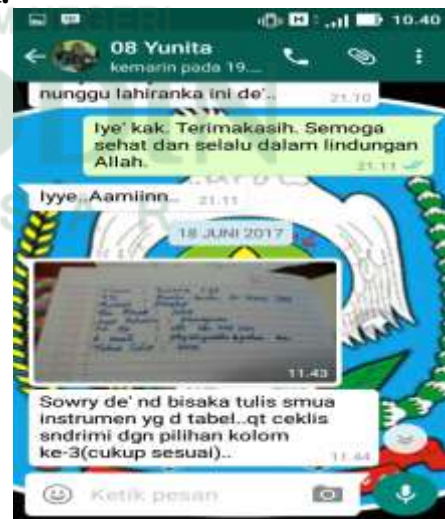 10.40
08 Yunita
kemarin pada 19....
nunggu lahiranka ini de'..
21.10
Iye' kak. Terimakasih. Semoga
sehat dan selalu dalam lindungan
Allah.
21.11
Iyye..Aamiinn..
21.11
18 JUNI 2017
11.43
Sowry de' nd bisaka tulis smua
instrumen yg d tabel..qt ceklis
sndrimi dgn pilihan kolom
ke-3(cukup sesuai)..
11.44
Ketik pesan